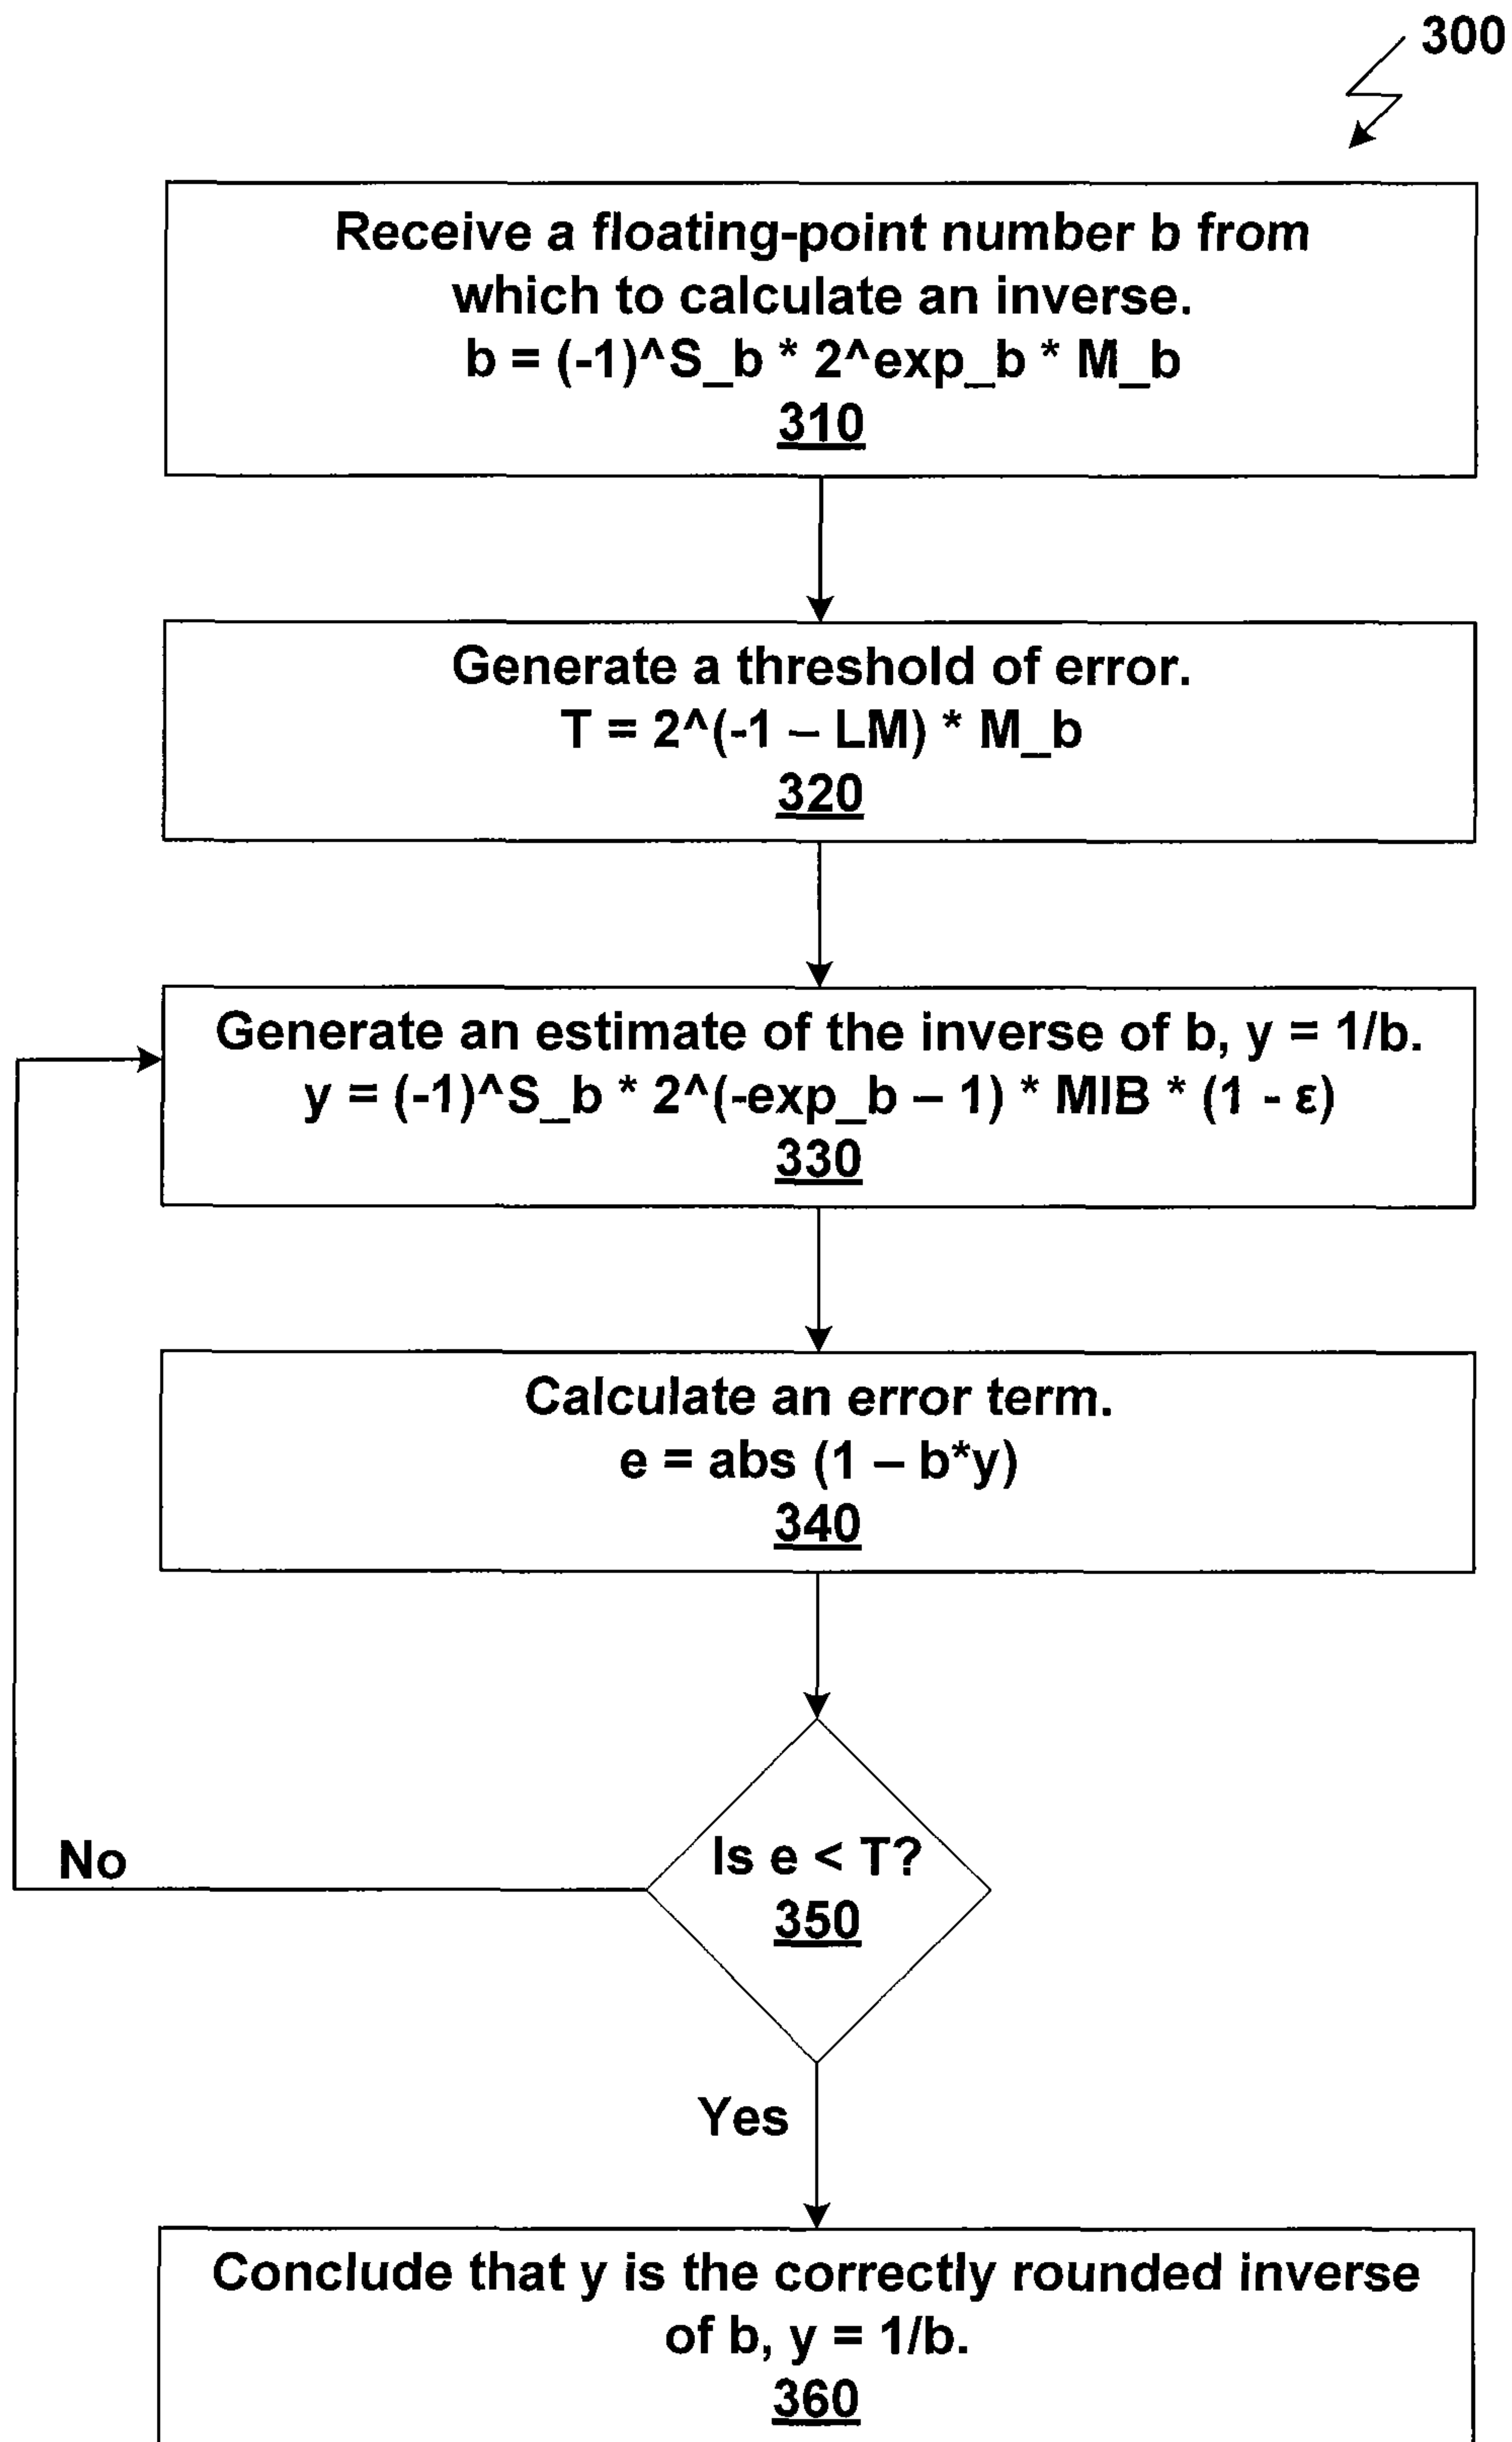 300
Receive a floating-point number b from
which to calculate an inverse.
b = (-1)^S_b * 2^exp_b * M_b
310
Generate a threshold of error.
T = 2^(-1 – LM) * M_b
320
Generate an estimate of the inverse of b, y = 1/b.
y = (-1)^S_b * 2^(-exp_b – 1) * MIB * (1 - ε)
330
Calculate an error term.
e = abs (1 – b*y)
340
Is e < T?
350
No
Yes
Conclude that y is the correctly rounded inverse
of b, y = 1/b.
360